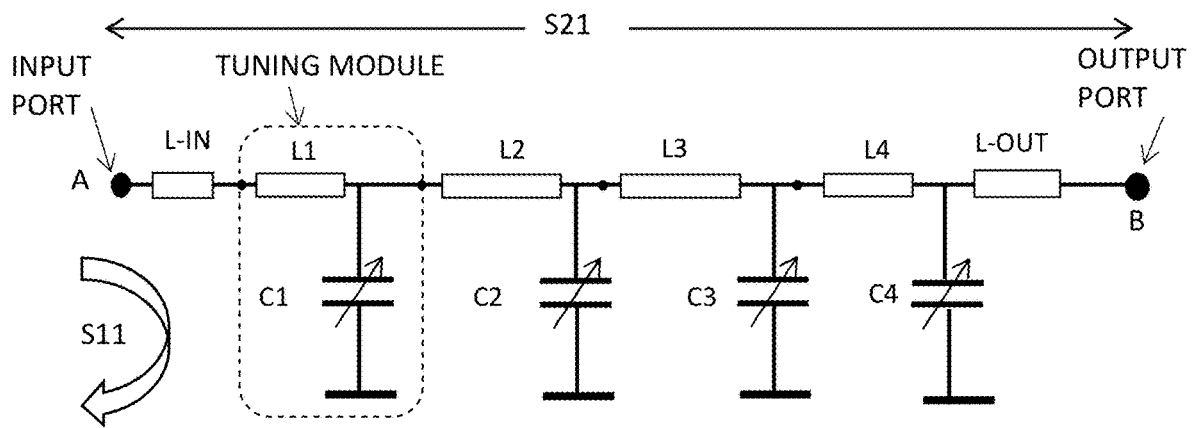 S21
INPUT
PORT
TUNING MODULE
OUTPUT
PORT
L-IN
L1
L2
L3
L4
L-OUT
A
B
C1
C2
C3
C4
S11